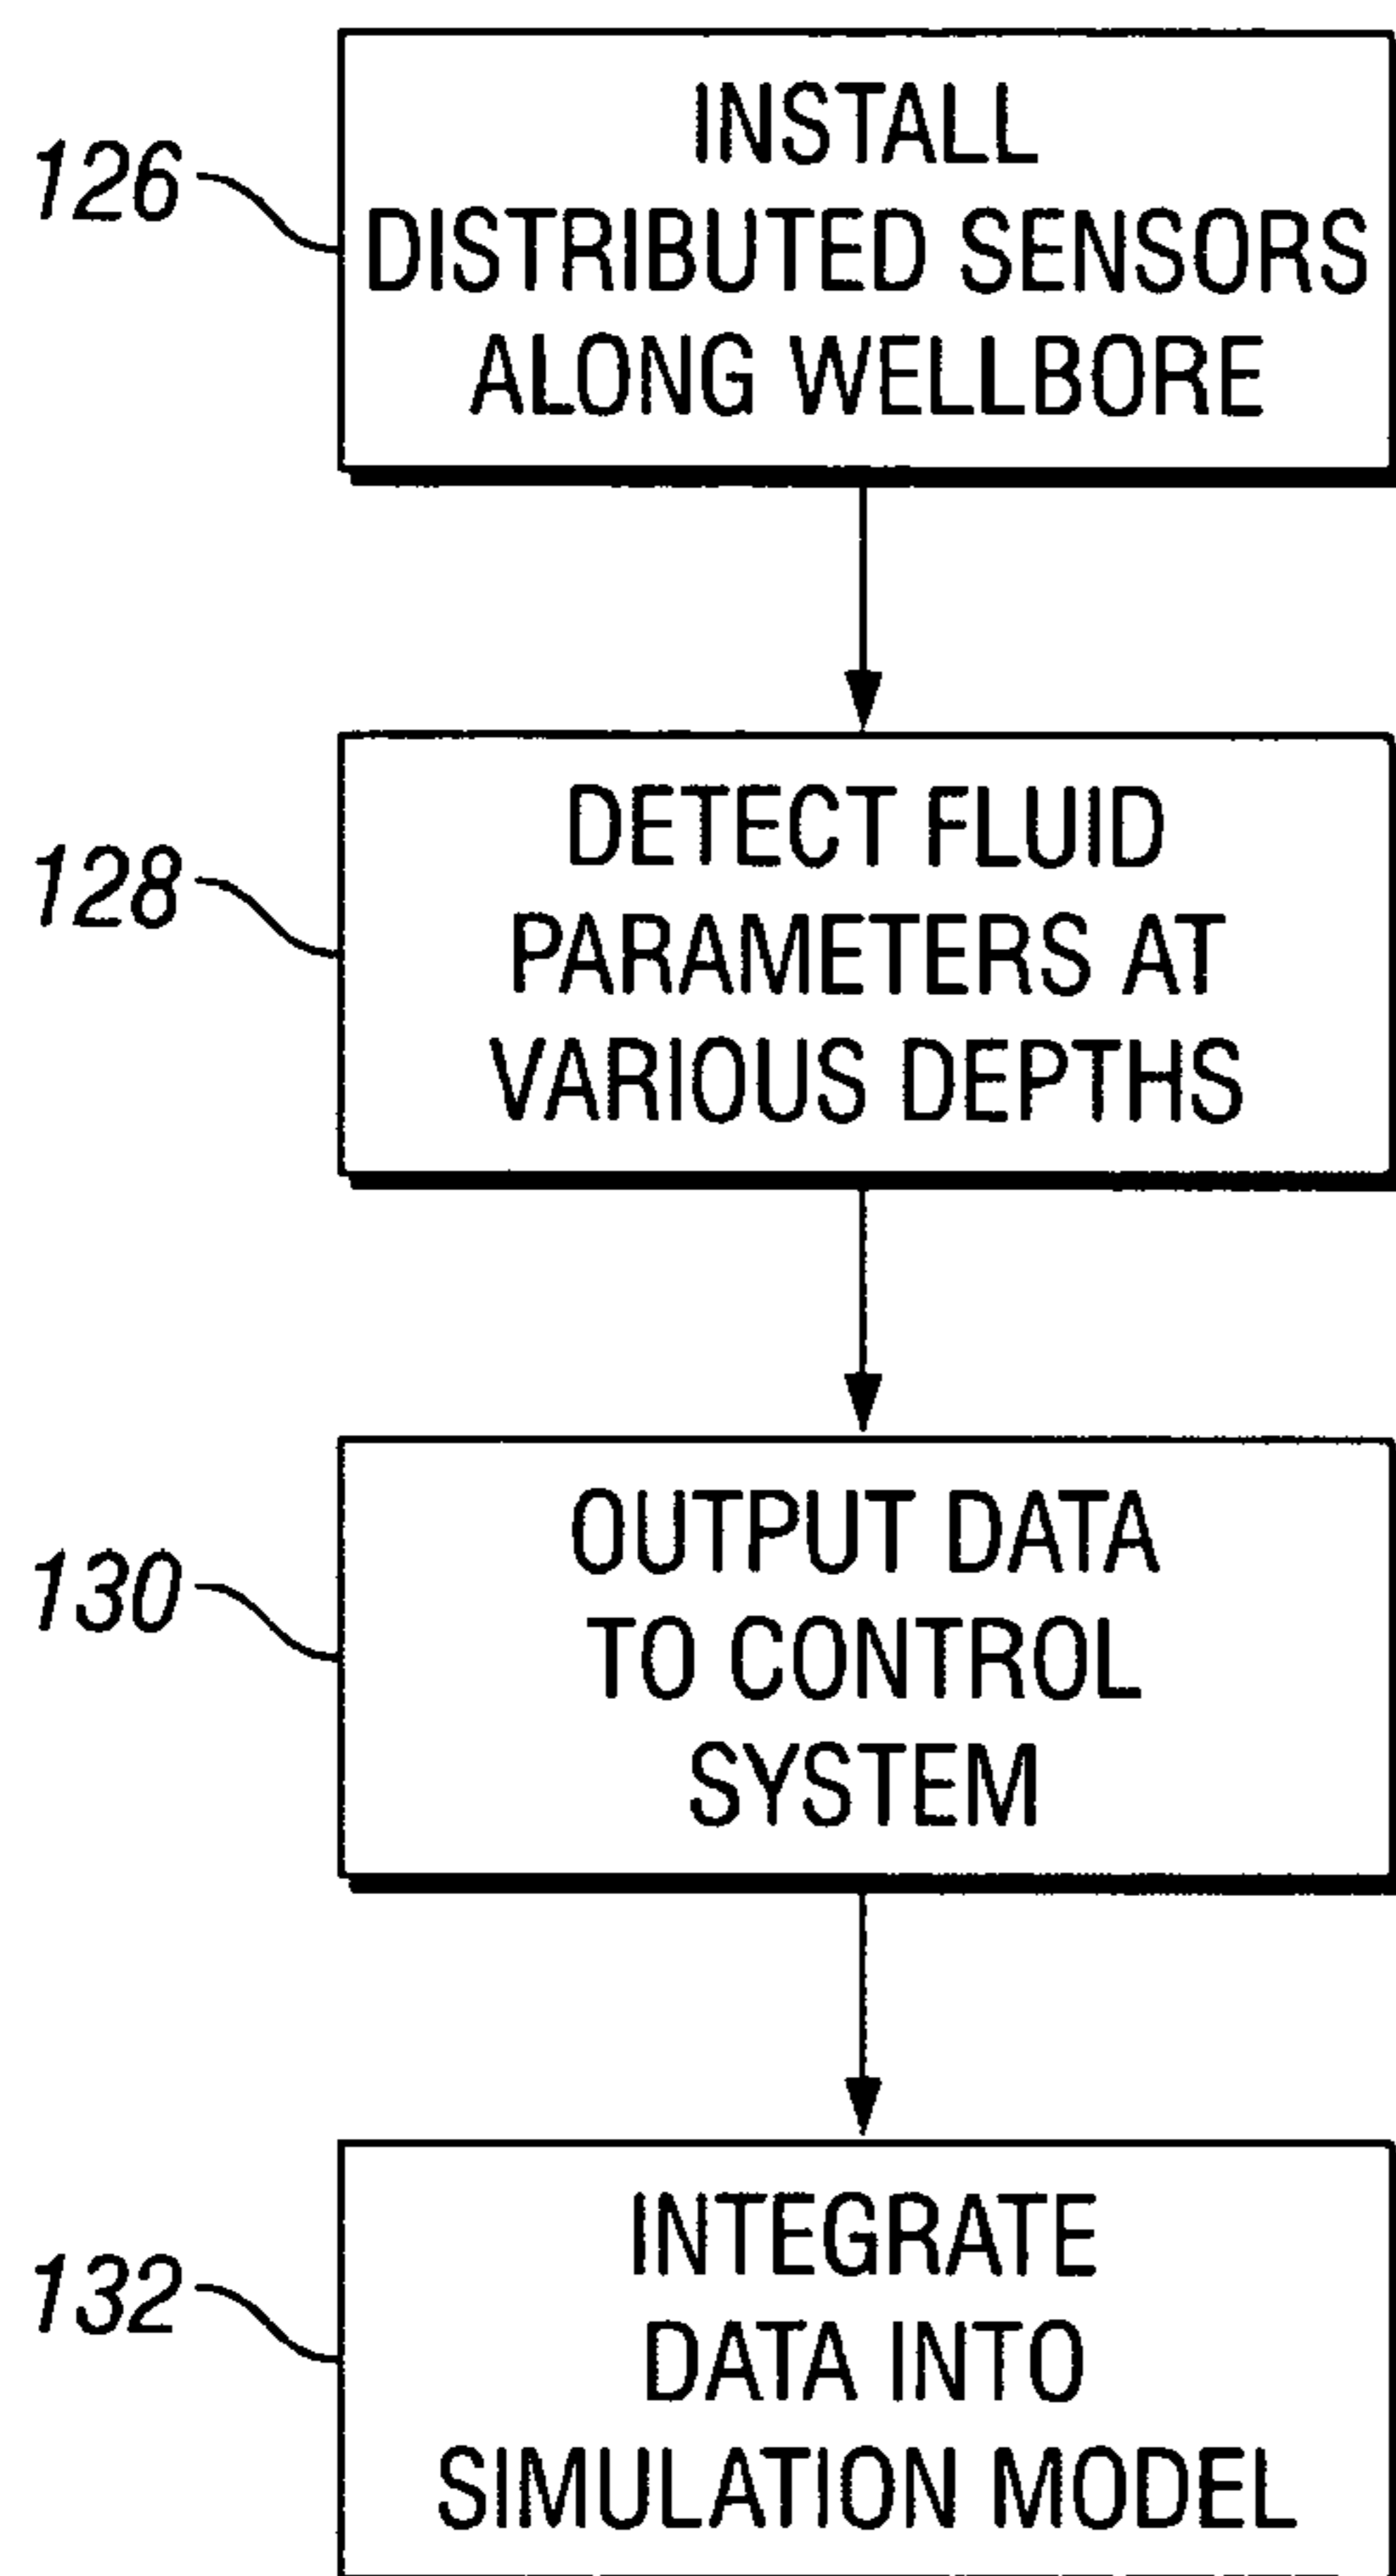 126
INSTALL
DISTRIBUTED SENSORS
ALONG WELLBORE
128
DETECT FLUID
PARAMETERS AT
VARIOUS DEPTHS
130
OUTPUT DATA
TO CONTROL
SYSTEM
132
INTEGRATE
DATA INTO
SIMULATION MODEL